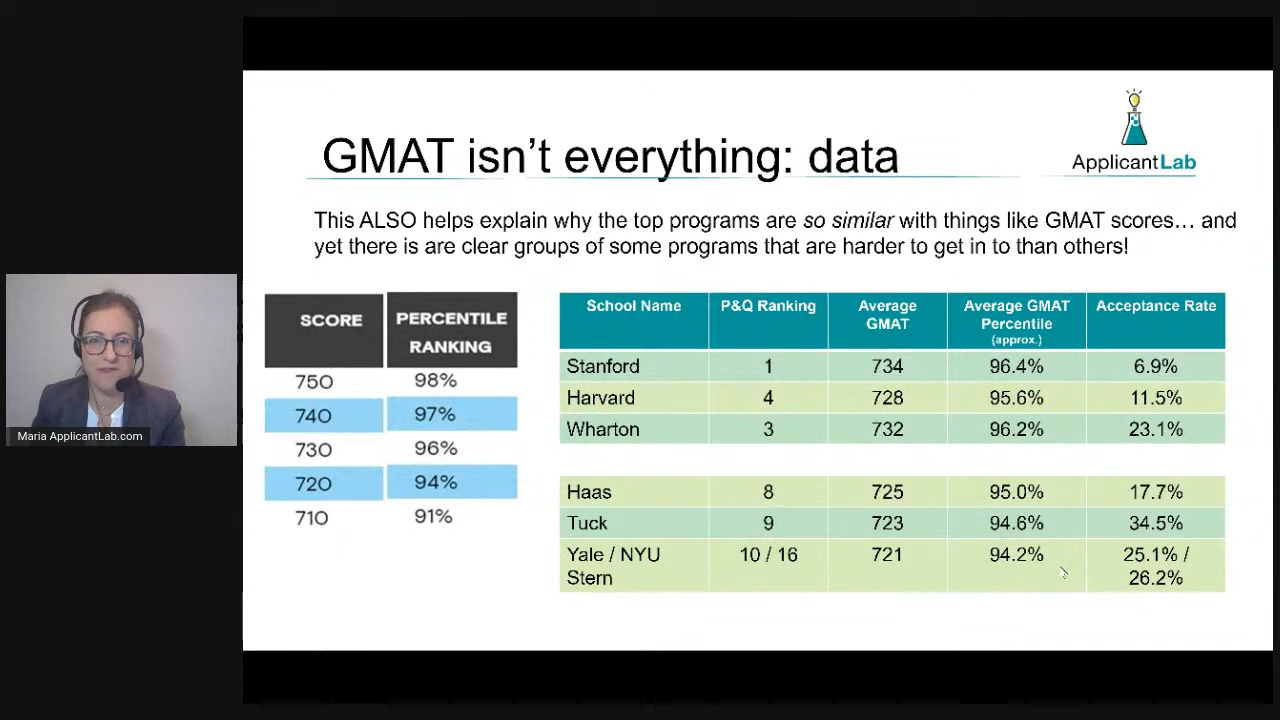 GMAT isn't everything: data
ApplicantLab
This ALSO helps explain why the top programs are so similar with things like GMAT scores… and
yet there is are clear groups of some programs that are harder to get in to than others!
SCORE PERCENTILE RANKING
750 98%
740 97%
730 96%
720 94%
710 91%
School Name P&Q Ranking Average GMAT Average GMAT Percentile (approx.) Acceptance Rate
Stanford 1 734 96.4% 6.9%
Harvard 4 728 95.6% 11.5%
Wharton 3 732 96.2% 23.1%
Haas 8 725 95.0% 17.7%
Tuck 9 723 94.6% 34.5%
Yale / NYU Stern 10 / 16 721 94.2% 25.1% / 26.2%
Maria ApplicantLab.com